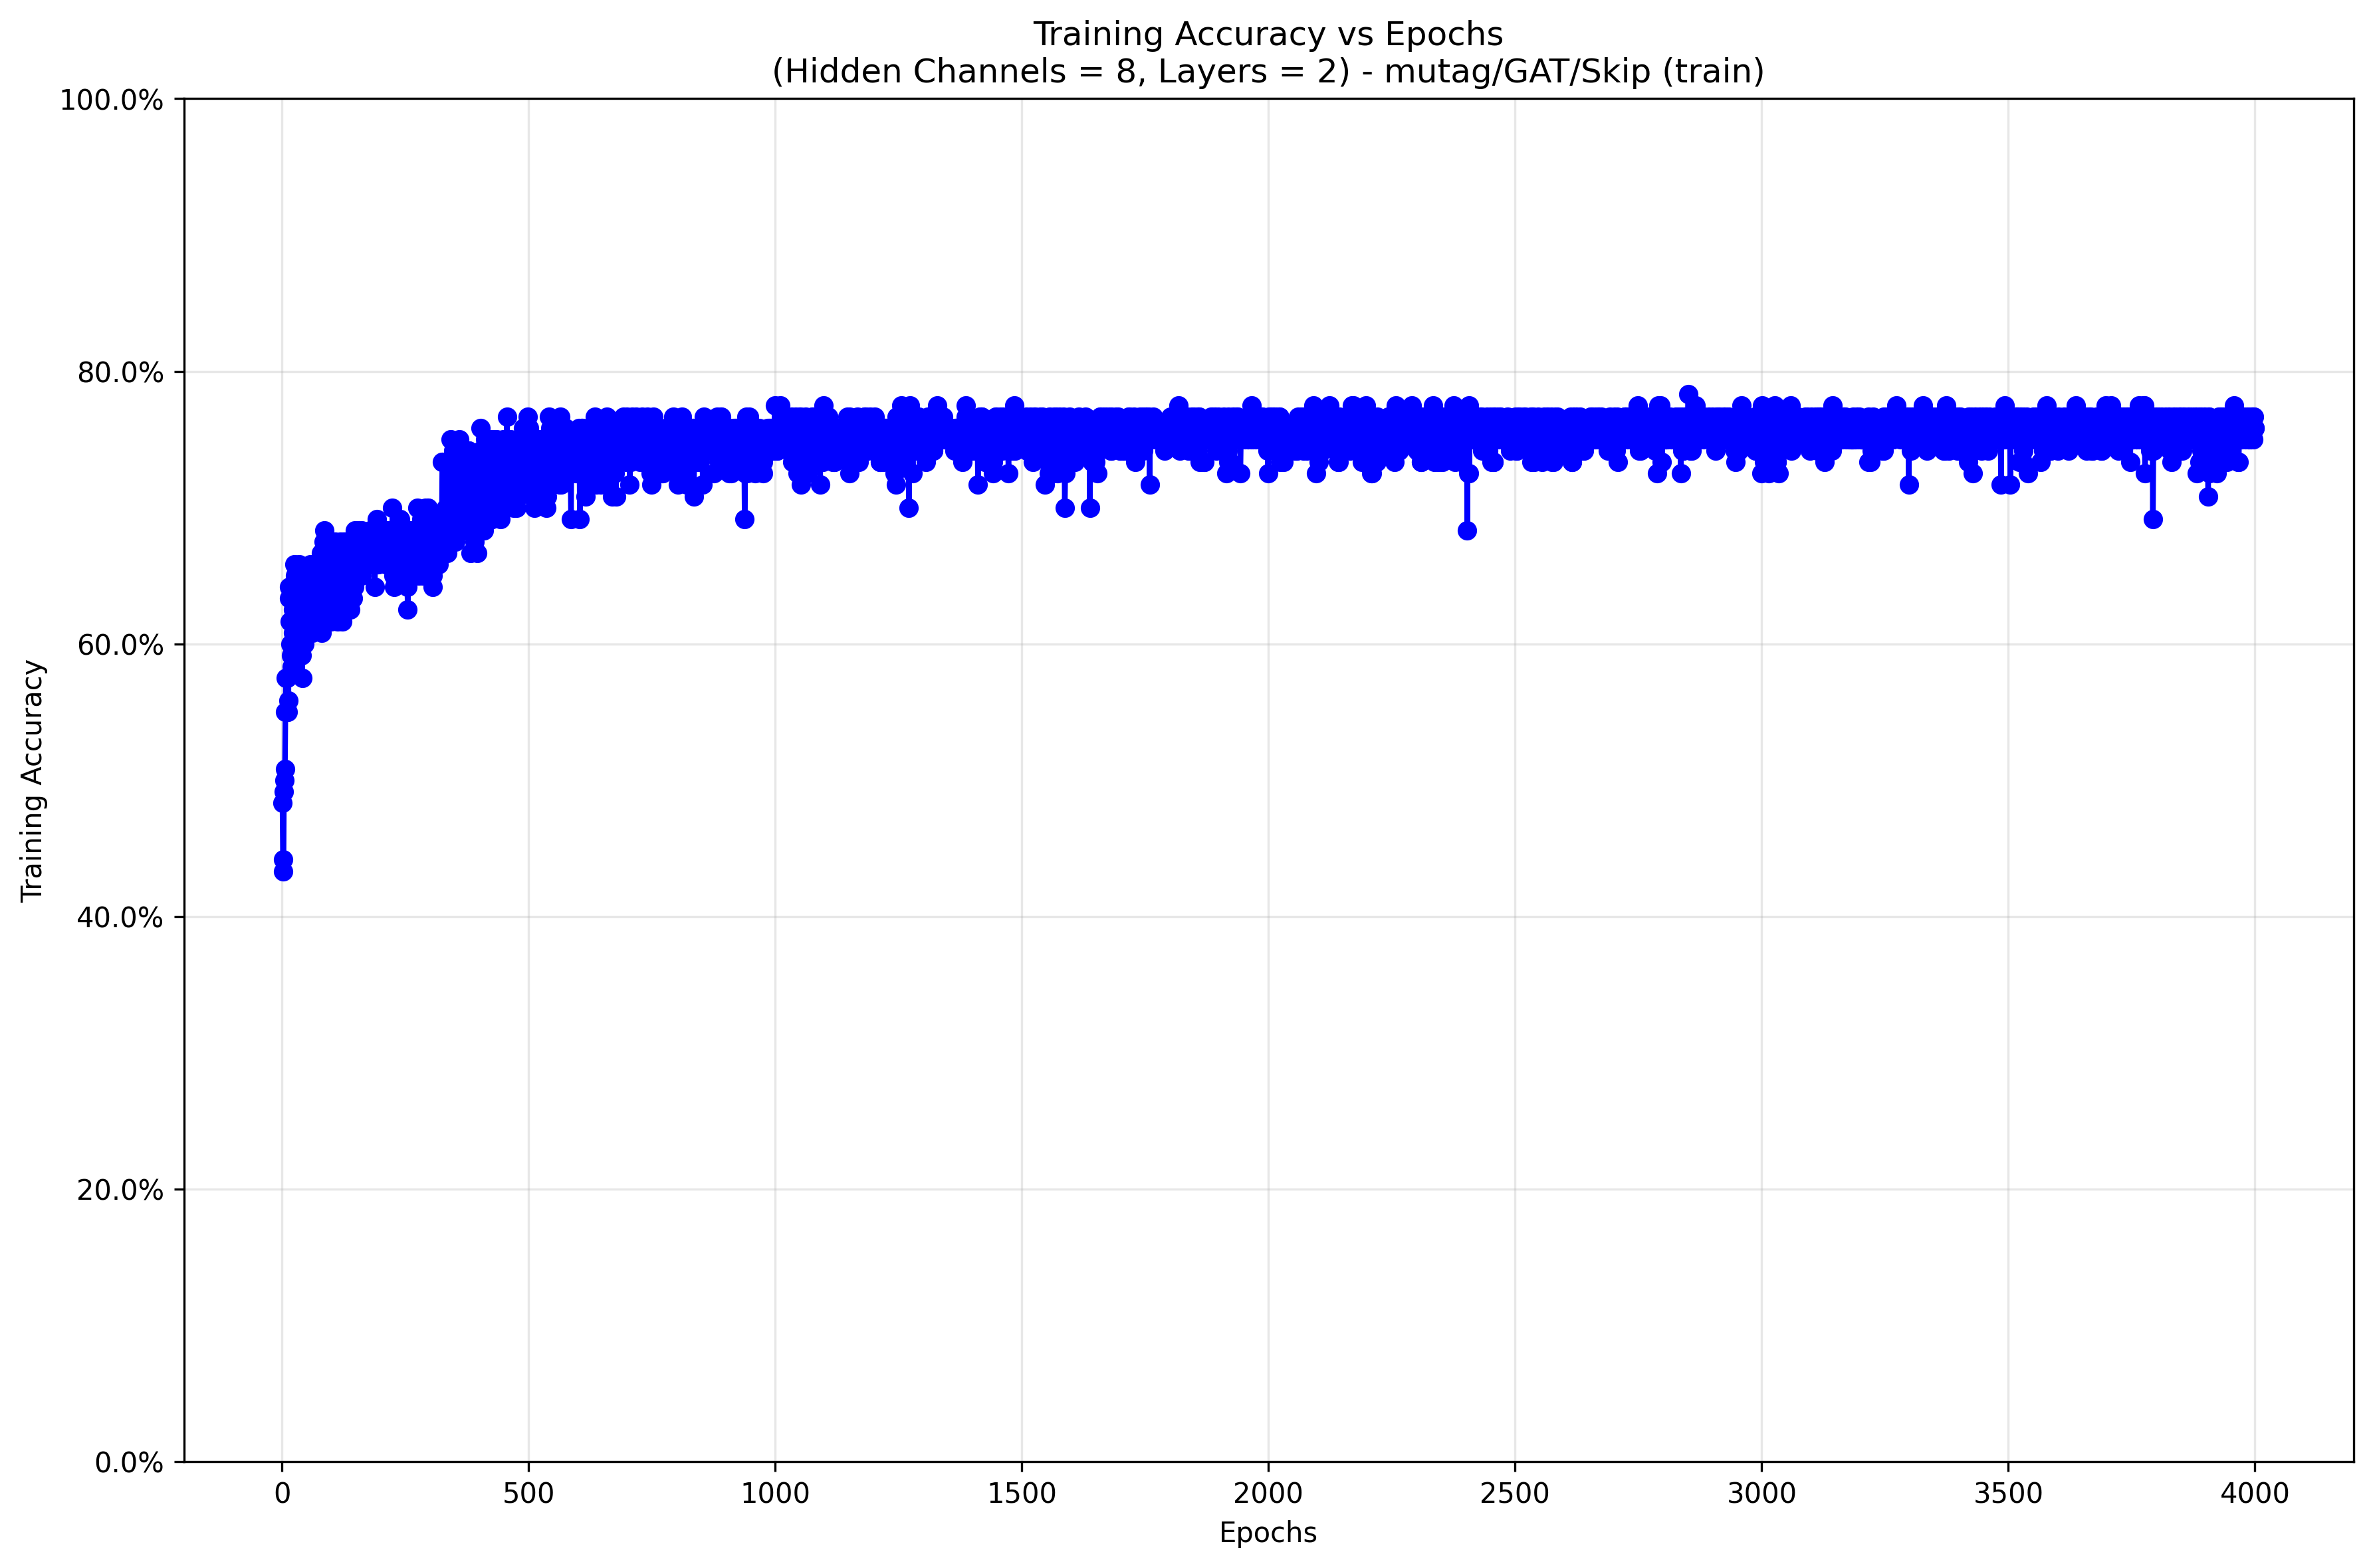 Training Accuracy vs Epochs
(Hidden Channels = 8, Layers = 2) - mutag/GAT/Skip (train)
Training Accuracy
100.0%
80.0%
60.0%
40.0%
20.0%
0.0%
0 500 1000 1500 2000 2500 3000 3500 4000
Epochs